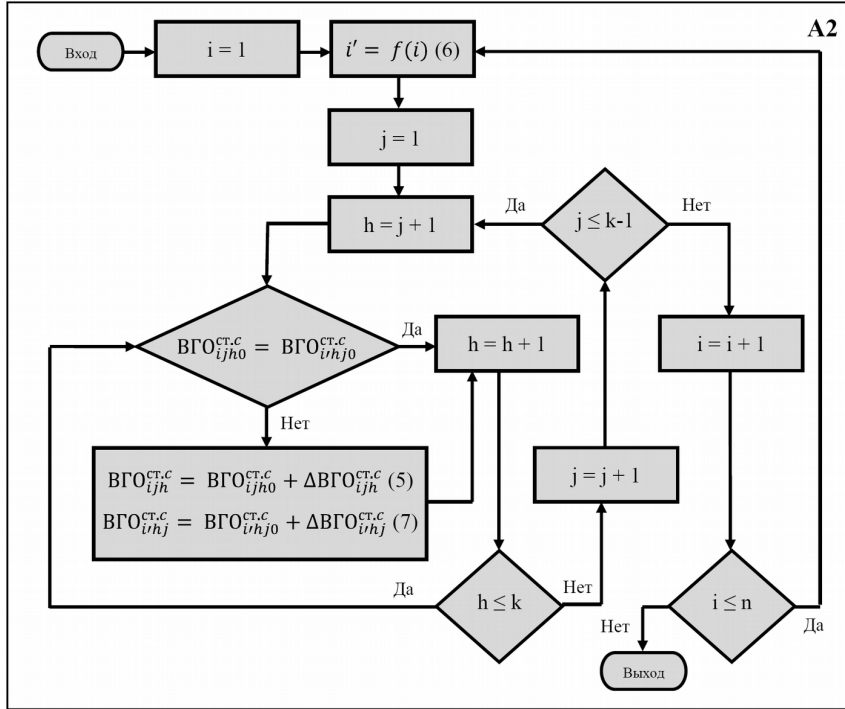 A2
Вход
i = 1
i′ = f(i) (6)
j = 1
h = j + 1
Да
j ≤ k-1
Нет
ВГО^{ст.с}_{ijh0} = ВГО^{ст.с}_{i′hj0}
Да
h = h + 1
i = i + 1
Нет
ВГО^{ст.с}_{ijh} = ВГО^{ст.с}_{ijh0} + ΔВГО^{ст.с}_{ijh} (5)
ВГО^{ст.с}_{i′hj} = ВГО^{ст.с}_{i′hj0} + ΔВГО^{ст.с}_{i′hj} (7)
j = j + 1
Да
h ≤ k
Нет
i ≤ n
Нет
Да
Выход